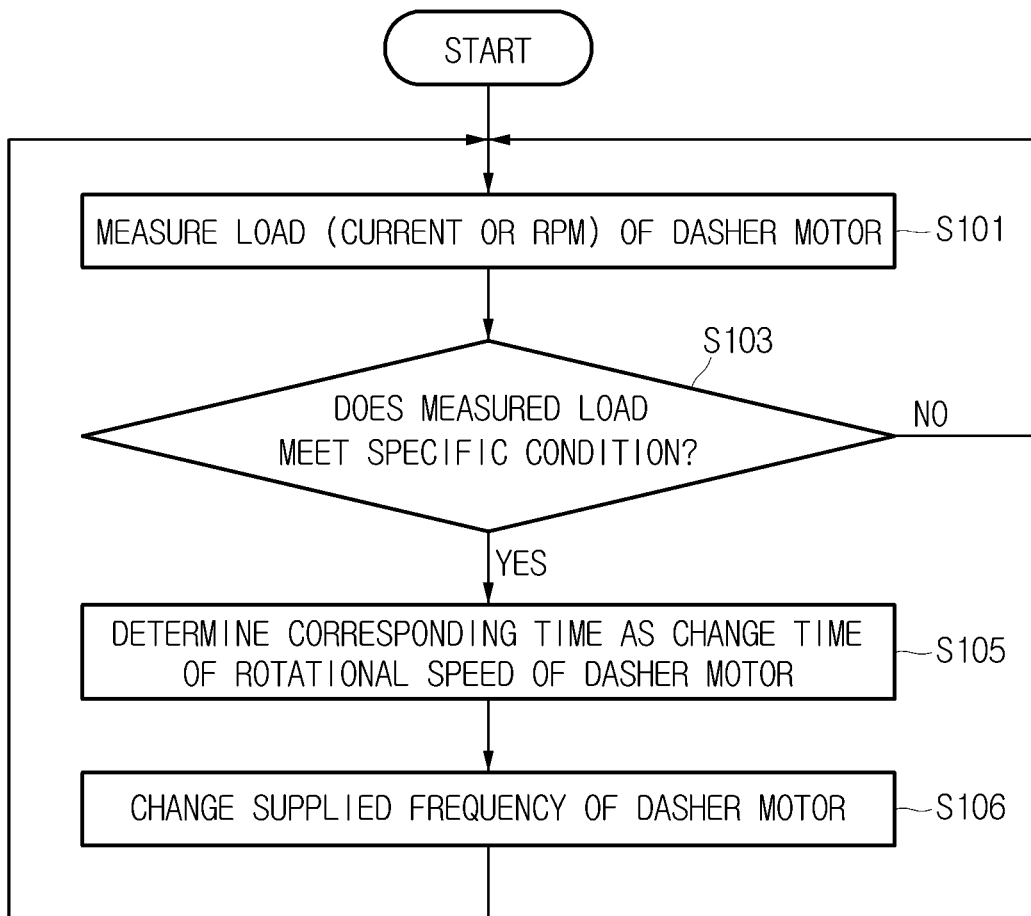 START
MEASURE LOAD (CURRENT OR RPM) OF DASHER MOTOR
S101
S103
DOES MEASURED LOAD
MEET SPECIFIC CONDITION?
NO
YES
DETERMINE CORRESPONDING TIME AS CHANGE TIME
OF ROTATIONAL SPEED OF DASHER MOTOR
S105
CHANGE SUPPLIED FREQUENCY OF DASHER MOTOR
S106